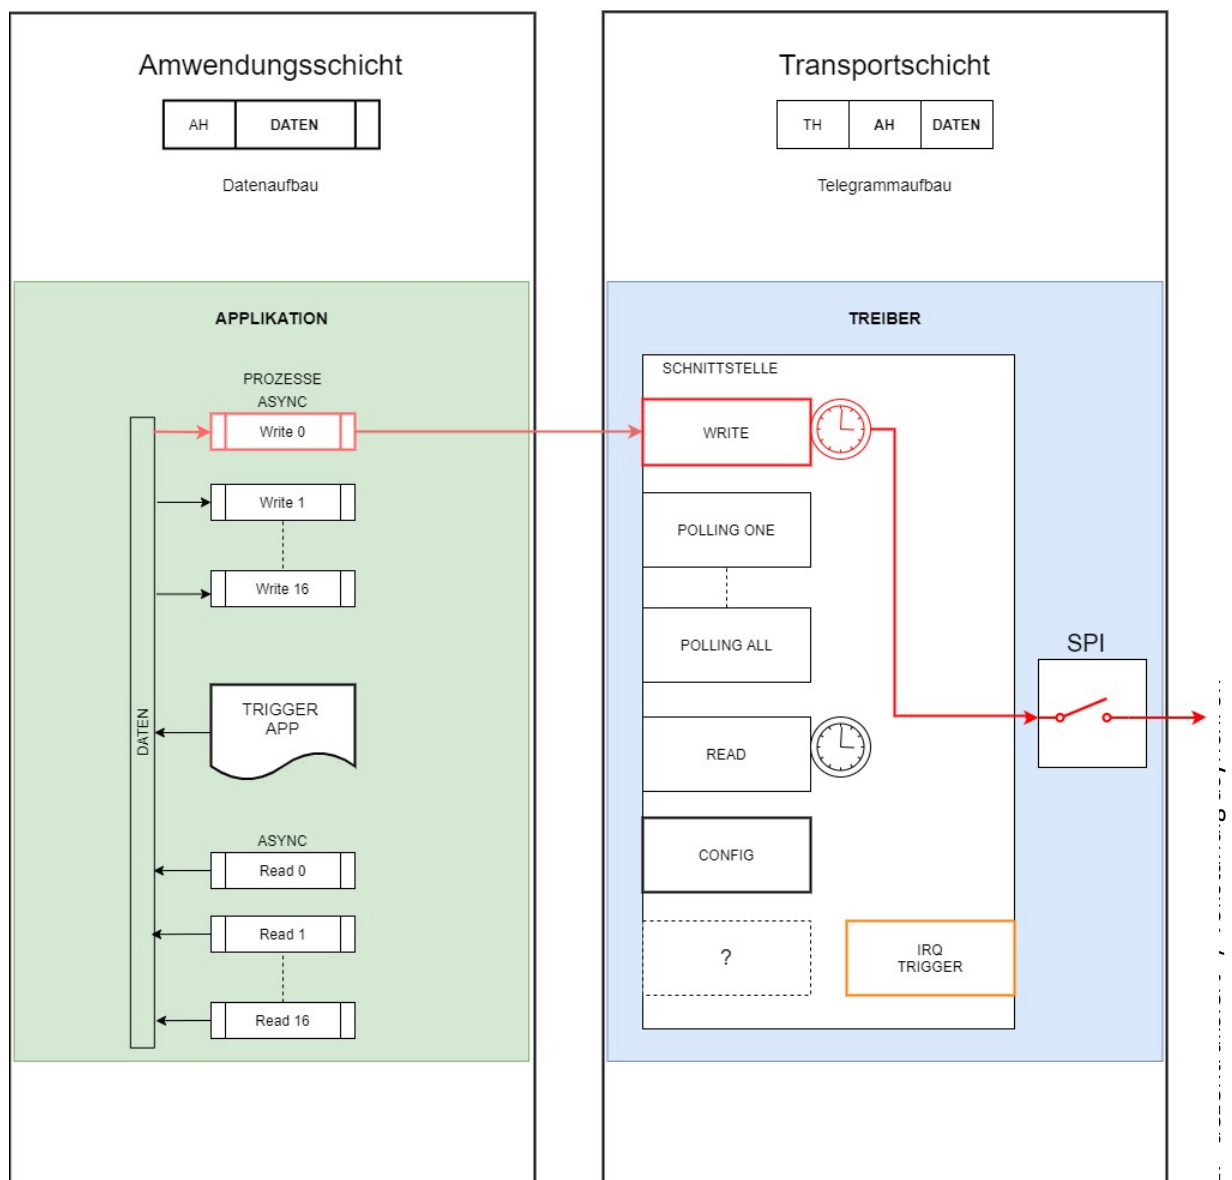 Amwendungsschicht
AH DATEN
Datenaufbau
APPLIKATION
PROZESSE
ASYNC
Write 0
Write 1
Write 16
DATEN
TRIGGER
APP
ASYNC
Read 0
Read 1
Read 16
Transportschicht
TH AH DATEN
Telegrammaufbau
TREIBER
SCHNITTSTELLE
WRITE
POLLING ONE
POLLING ALL
READ
CONFIG
?
IRQ
TRIGGER
SPI